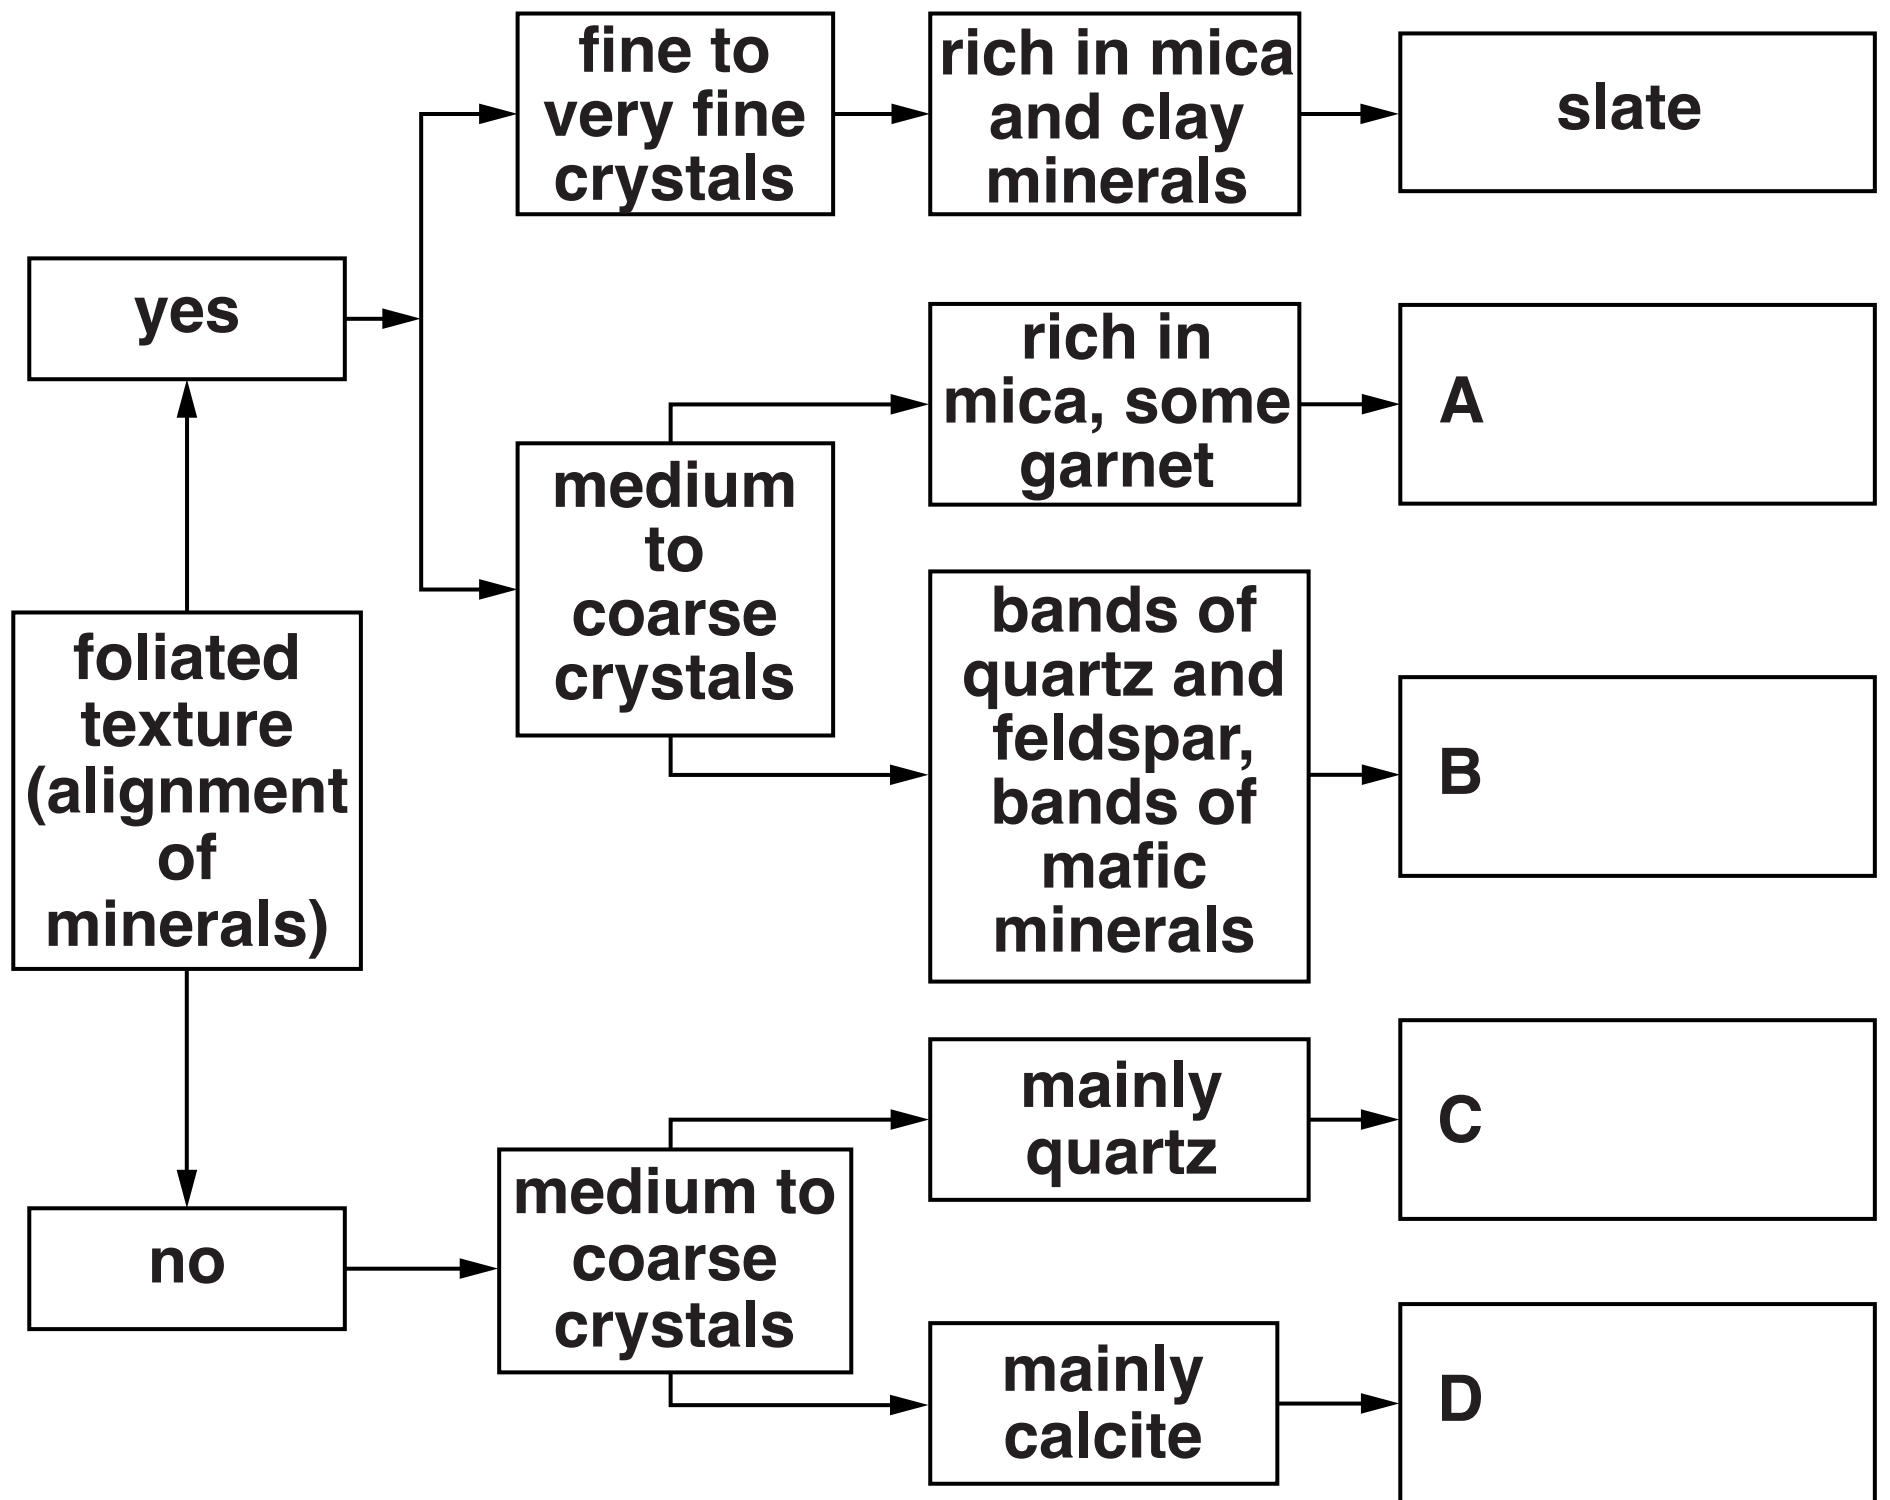 fine to
very fine
crystals
rich in mica
and clay
minerals
slate
yes
rich in
mica, some
garnet
A
medium
to
coarse
crystals
foliated
texture
(alignment
of
minerals)
bands of
quartz and
feldspar,
bands of
mafic
minerals
B
mainly
quartz
C
no
medium to
coarse
crystals
mainly
calcite
D